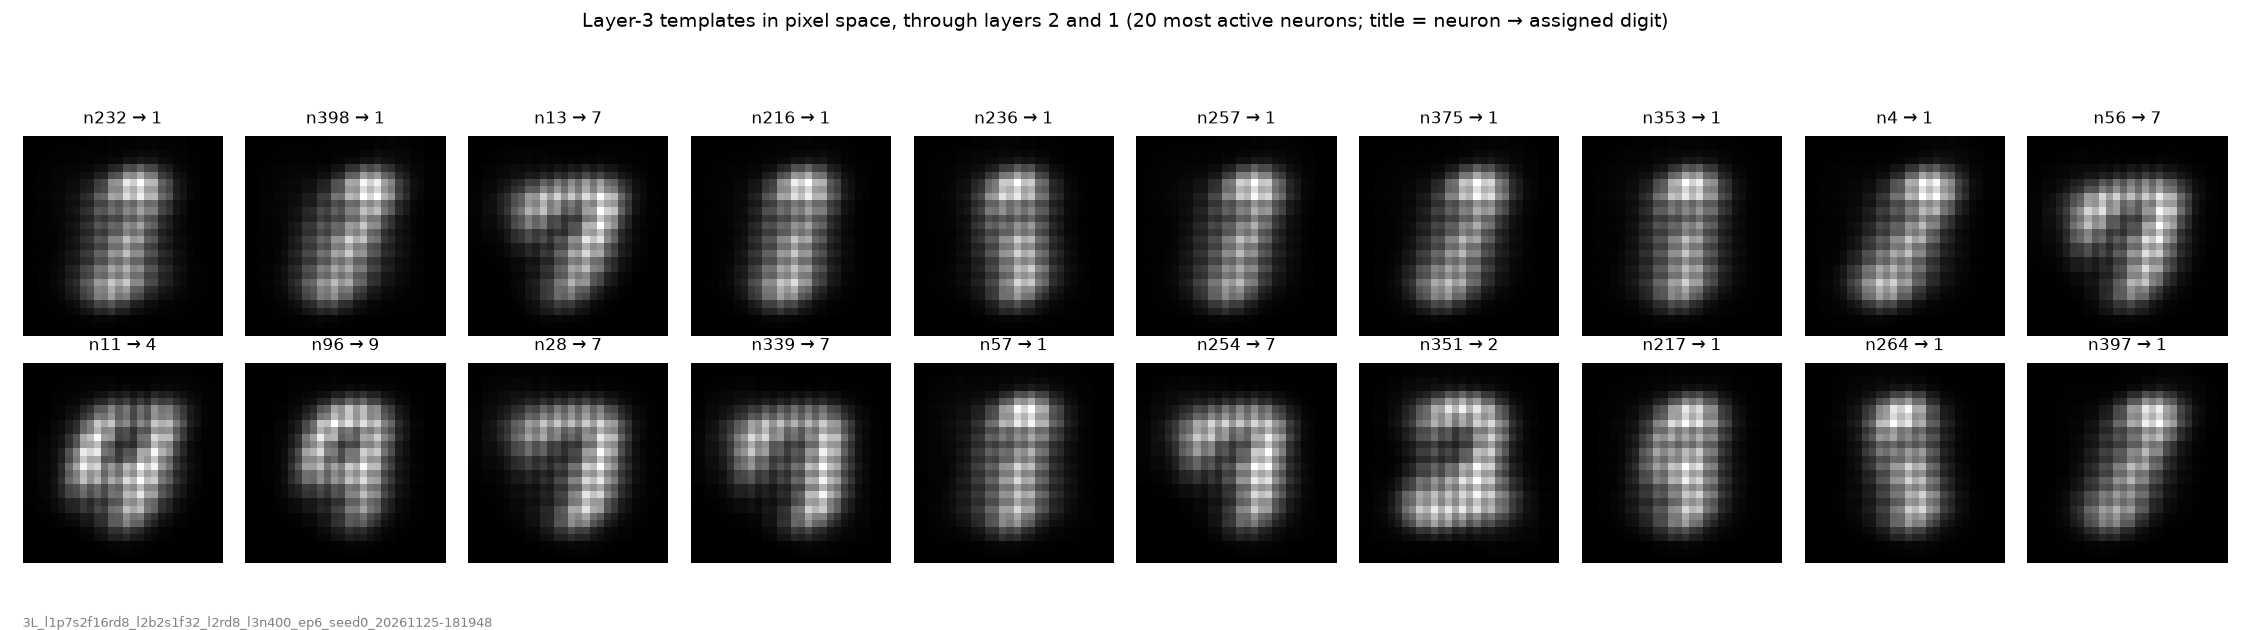 Layer-3 templates in pixel space, through layers 2 and 1 (20 most active neurons; title = neuron → assigned digit)
n232 → 1 n398 → 1 n13 → 7 n216 → 1 n236 → 1 n257 → 1 n375 → 1 n353 → 1 n4 → 1 n56 → 7
n11 → 4 n96 → 9 n28 → 7 n339 → 7 n57 → 1 n254 → 7 n351 → 2 n217 → 1 n264 → 1 n397 → 1
3L_l1p7s2f16rd8_l2b2s1f32_l2rd8_l3n400_ep6_seed0_20261125-181948